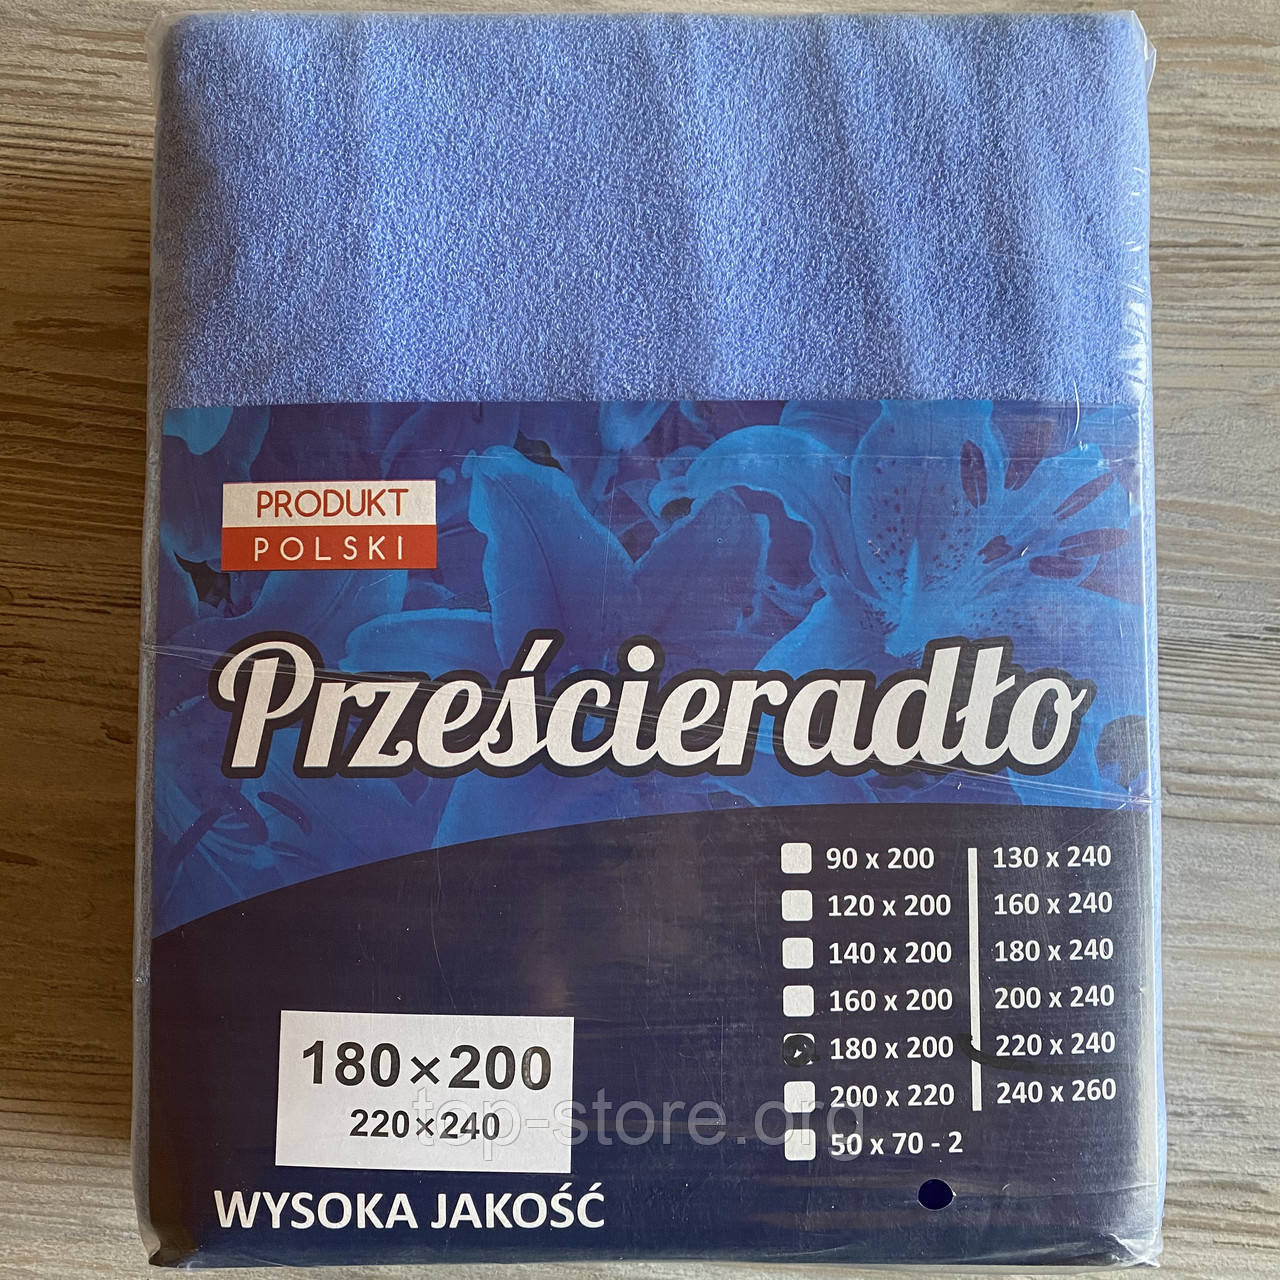 PRODUKT
POLSKI
Prześcieradło
90 x 200
120 x 200
140 x 200
160 x 200
180 x 200
200 x 220
50 x 70 - 2
130 x 240
160 x 240
180 x 240
200 x 240
220 x 240
240 x 260
180×200
220×240
top-store.org
WYSOKA JAKOŚĆ